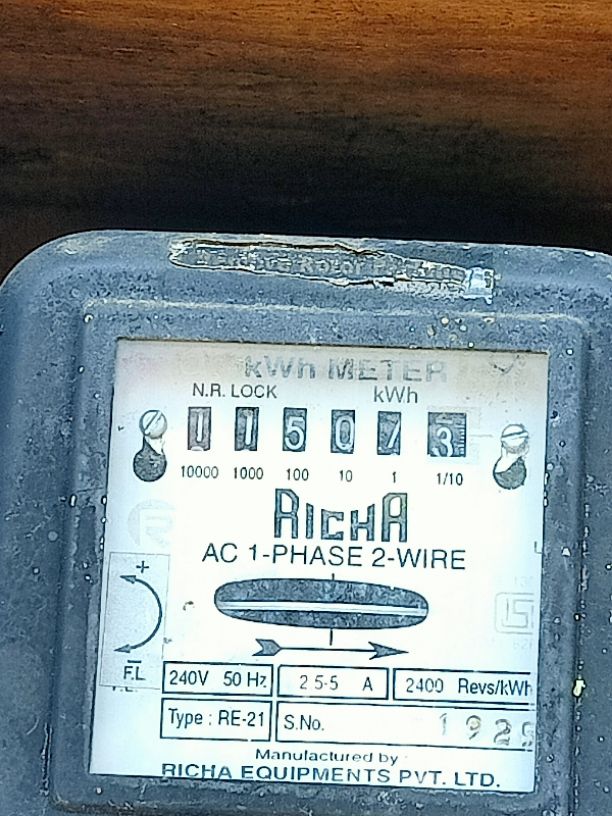 kWh METER
N.R. LOCK kWh
1 1 5 0 7 3
10000 1000 100 10 1 1/10
RICHA
AC 1-PHASE 2-WIRE
+
F.L
240V 50 Hz 2 5-5 A 2400 Revs/kWh
Type : RE-21 S.No. 1929
Manufactured by
RICHA EQUIPMENTS PVT. LTD.